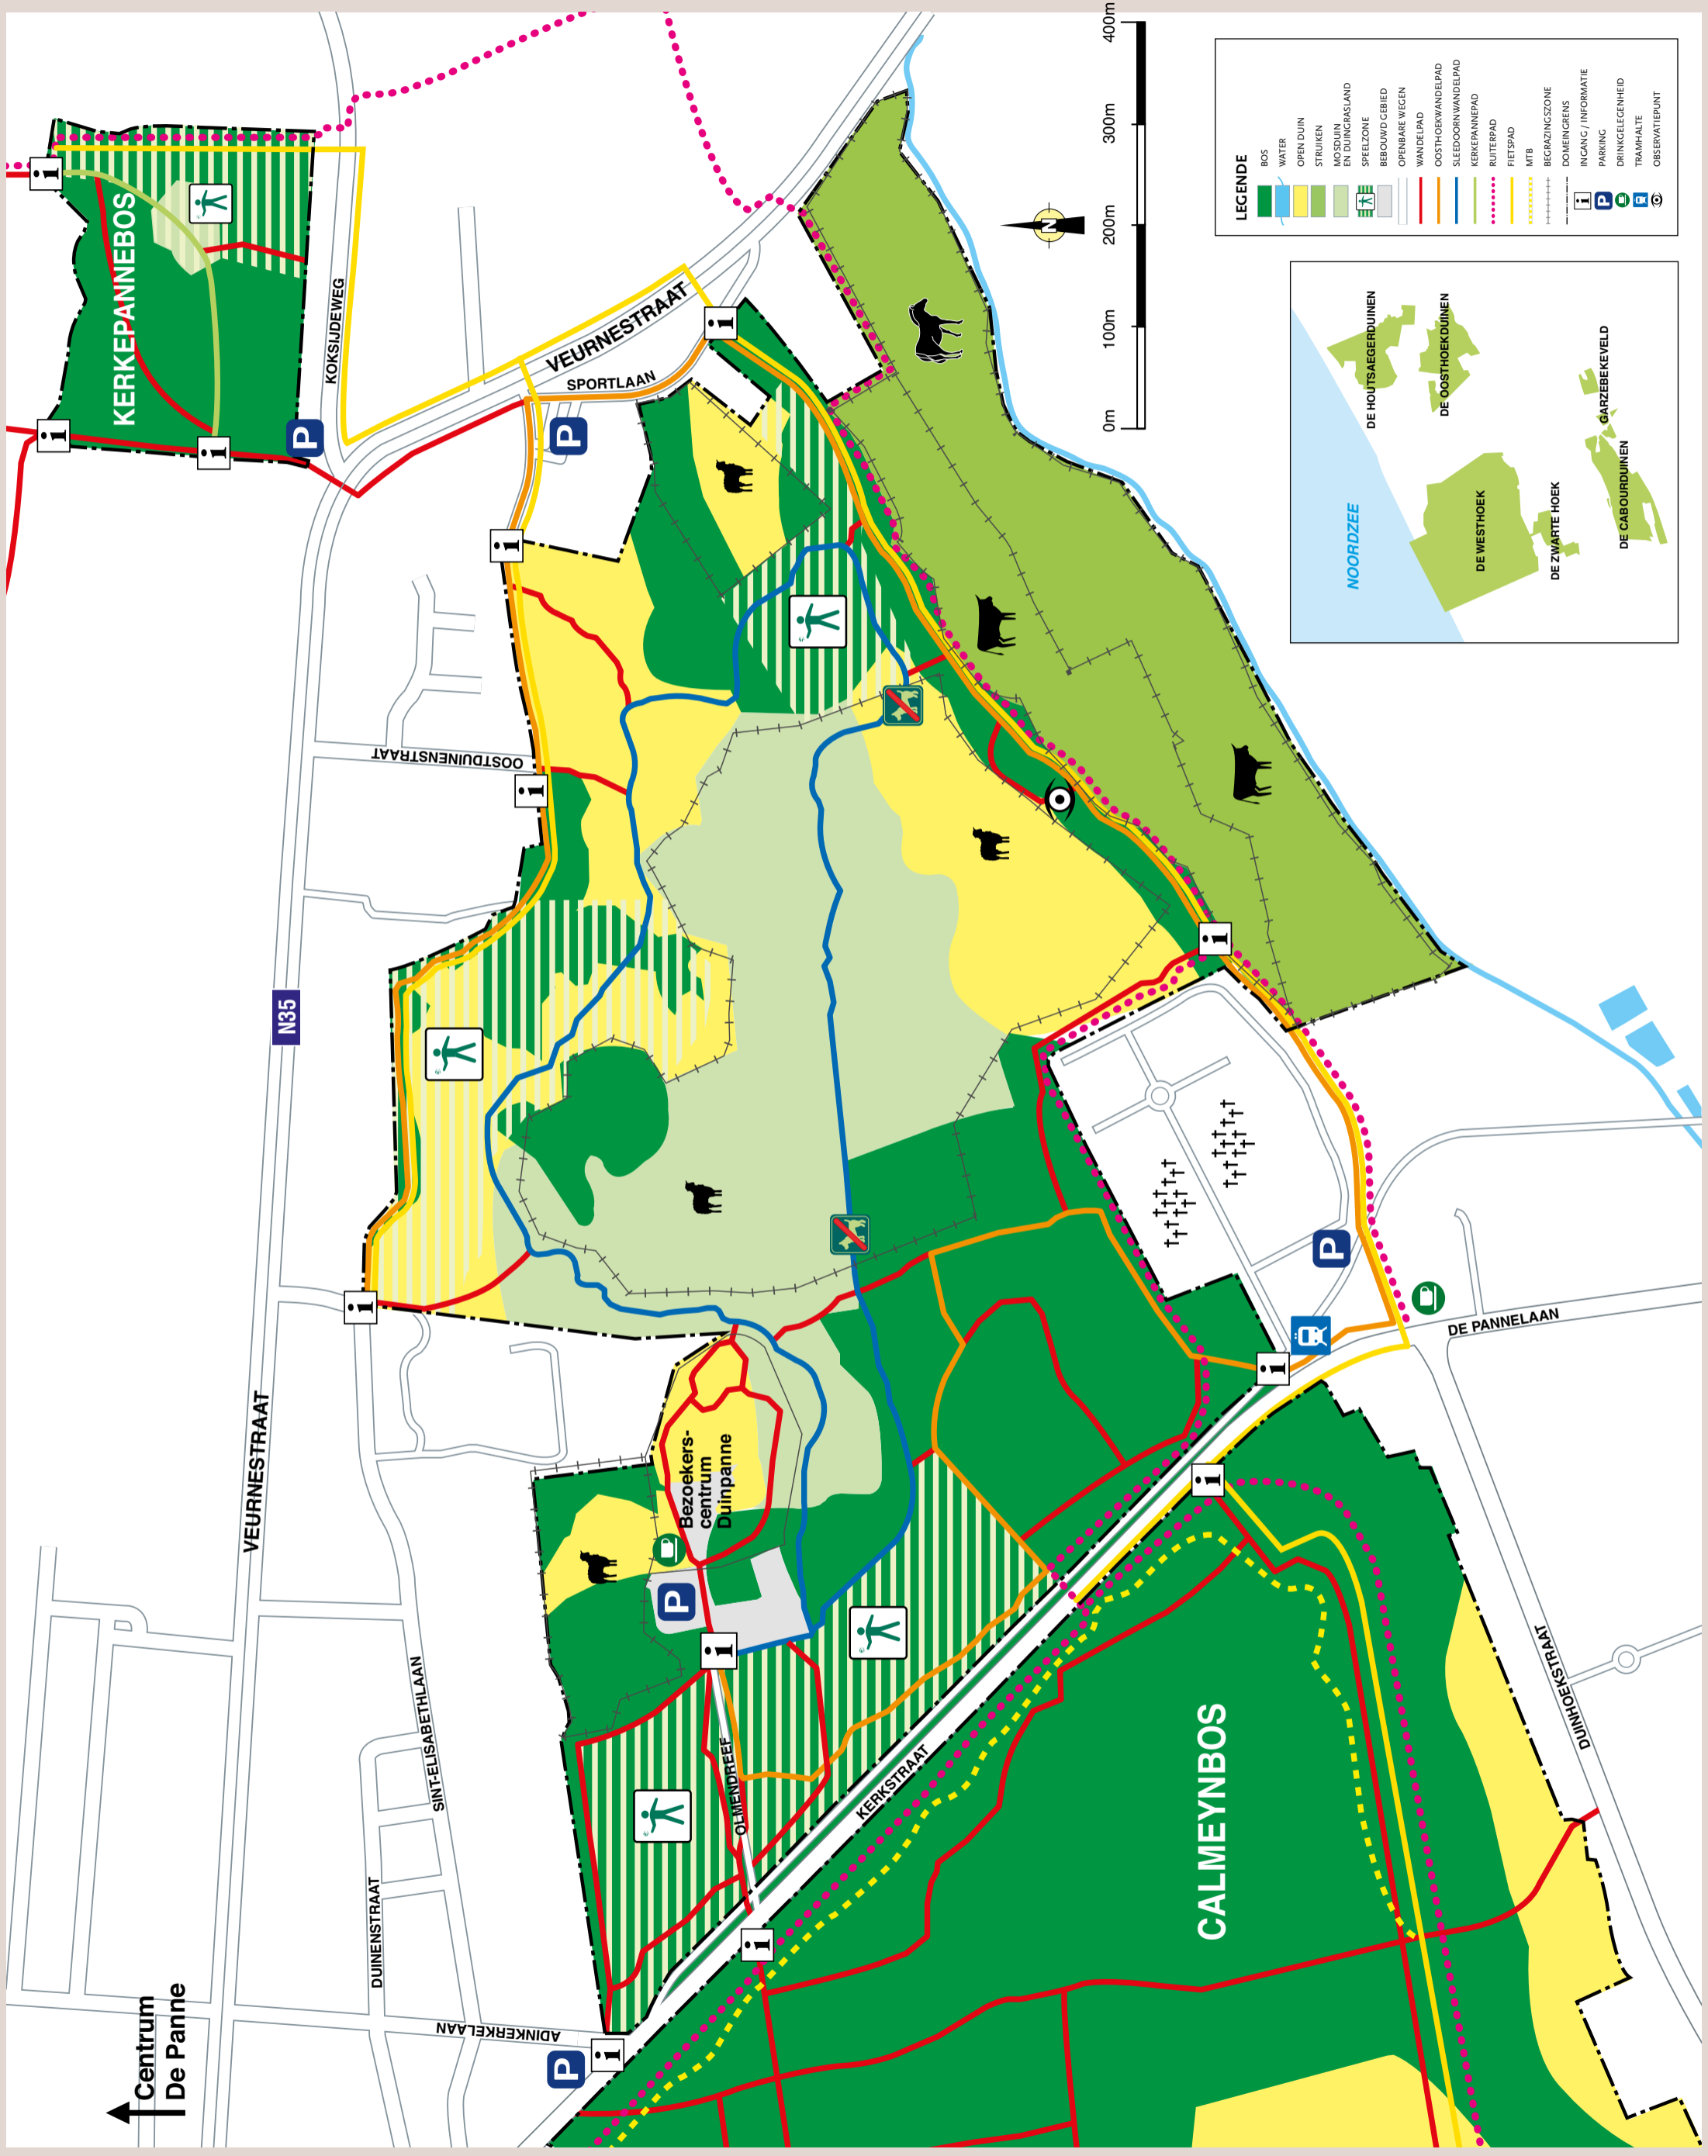 KERKEPANNEBOS
KOKSIJDEWEG
VEURNESTRAAT
SPORTLAAN
P
P
i
i
i
i
i
N35
OOSTDUINENSTRAAT
i
i
i
VEURNESTRAAT
SINT-ELISABETHLAAN
DUINENSTRAAT
ADINKERKELAAN
Centrum
De Panne
P
i
i
OLMENDREEF
KERKSTRAAT
Bezoekers-
centrum
Duinpanne
P
i
CALMEYNBOS
i
i
P
DE PANNELAAN
DUINHOEKSTRAAT
0m
100m
200m
300m
400m
N
LEGENDE
BOS
WATER
OPEN DUIN
STRUIKEN
MOSDUIN
EN DUINGRASLAND
SPEELZONE
BEBOUWD GEBIED
OPENBARE WEGEN
WANDELPAD
OOSTHOEKWANDELPAD
SLEEDOORNWANDELPAD
KERKEPANNEPAD
RUITERPAD
FIETSPAD
MTB
BEGRAZINGSZONE
DOMEINGRENS
i INGANG / INFORMATIE
P PARKING
DRINKGELEGENHEID
TRAMHALTE
OBSERVATIEPUNT
NOORDZEE
DE HOUTSAEGERDUINEN
DE OOSTHOEKDUINEN
GARZEBEKEVELD
DE WESTHOEK
DE ZWARTE HOEK
DE CABOURDUINEN